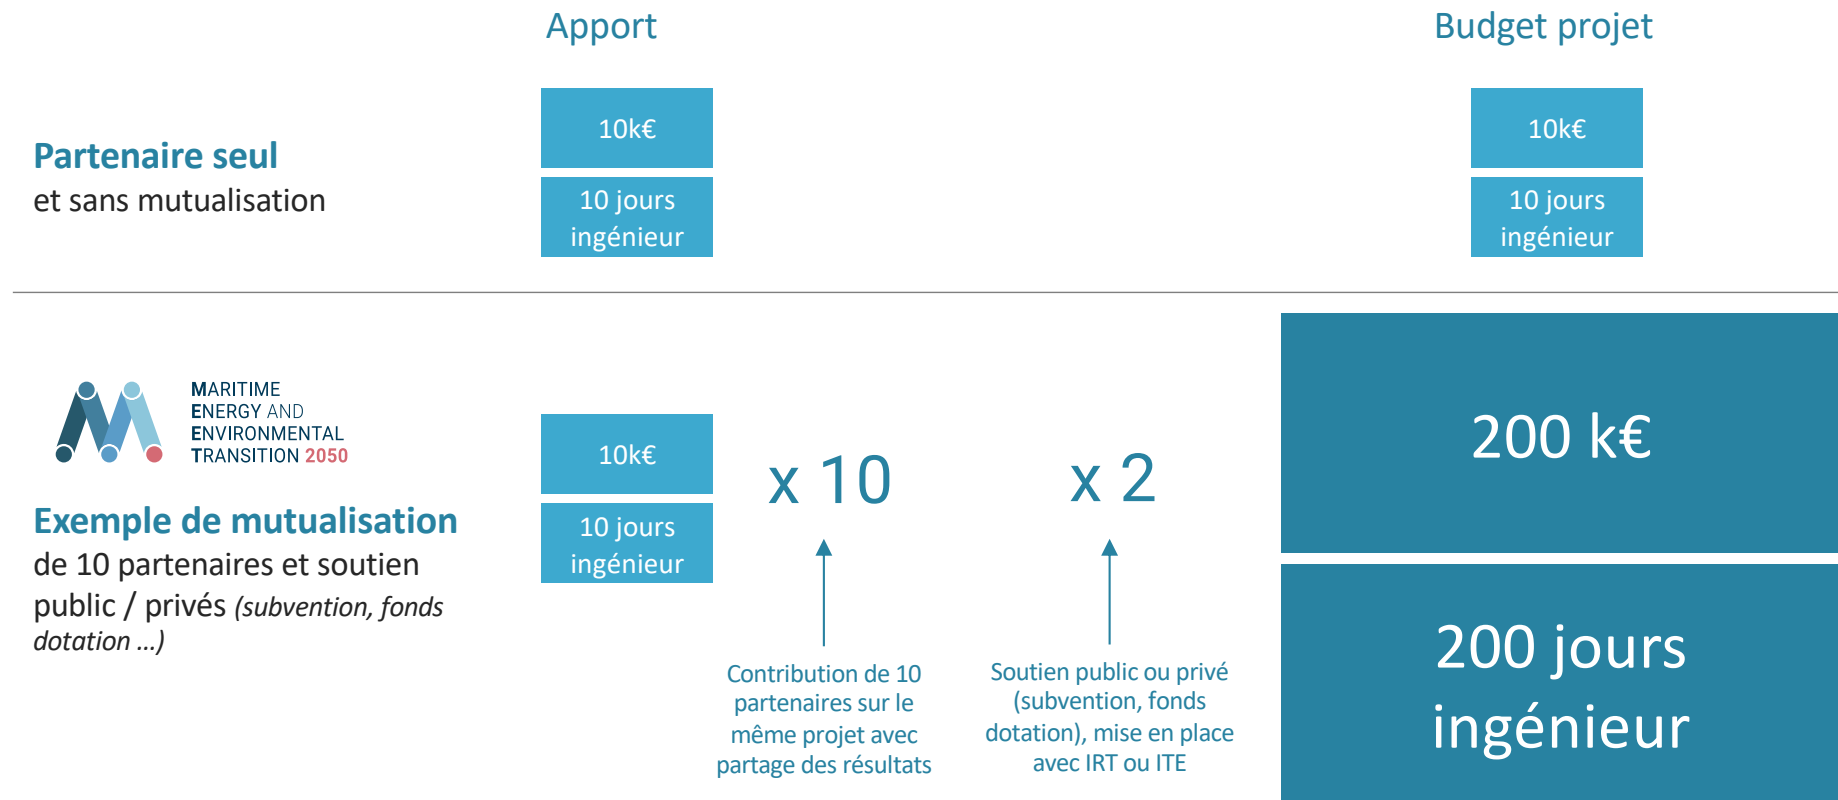 Apport
Budget projet
Partenaire seul
et sans mutualisation
10k€
10 jours
ingénieur
10k€
10 jours
ingénieur
MARITIME
ENERGY AND
ENVIRONMENTAL
TRANSITION 2050
Exemple de mutualisation
de 10 partenaires et soutien
public / privés (subvention, fonds
dotation ...)
10k€
10 jours
ingénieur
x 10
Contribution de 10
partenaires sur le
même projet avec
partage des résultats
x 2
Soutien public ou privé
(subvention, fonds
dotation), mise en place
avec IRT ou ITE
200 k€
200 jours
ingénieur